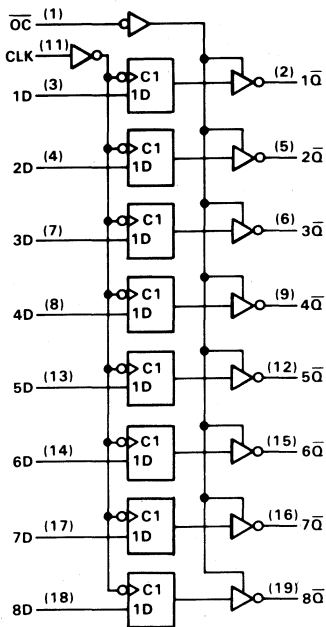 O̅C̅ (1)
CLK (11)
C1 (2) 1Q̅
1D (3) 1D
C1 (5) 2Q̅
2D (4) 1D
C1 (6) 3Q̅
3D (7) 1D
C1 (9) 4Q̅
4D (8) 1D
C1 (12) 5Q̅
5D (13) 1D
C1 (15) 6Q̅
6D (14) 1D
C1 (16) 7Q̅
7D (17) 1D
C1 (19) 8Q̅
8D (18) 1D